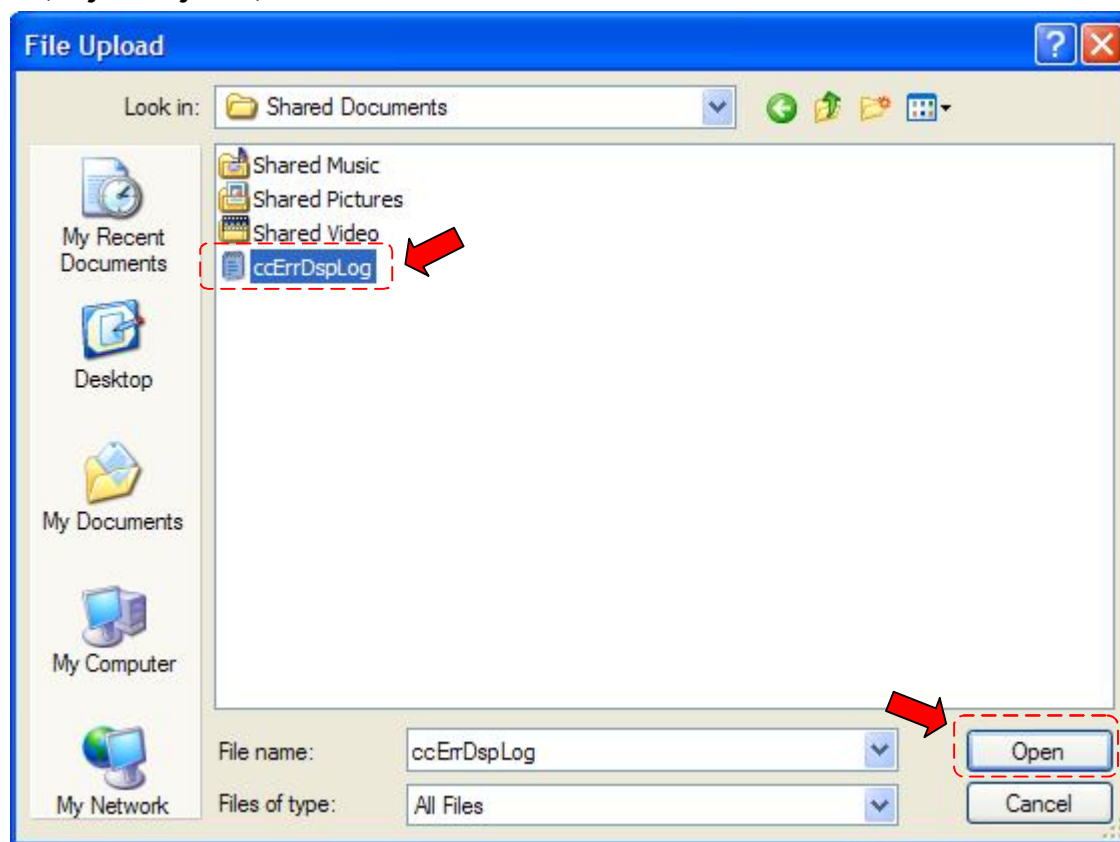 File Upload
Look in: Shared Documents
Shared Music
Shared Pictures
Shared Video
ccErrDspLog
My Recent
Documents
Desktop
My Documents
My Computer
My Network
File name: ccErrDspLog Open
Files of type: All Files Cancel